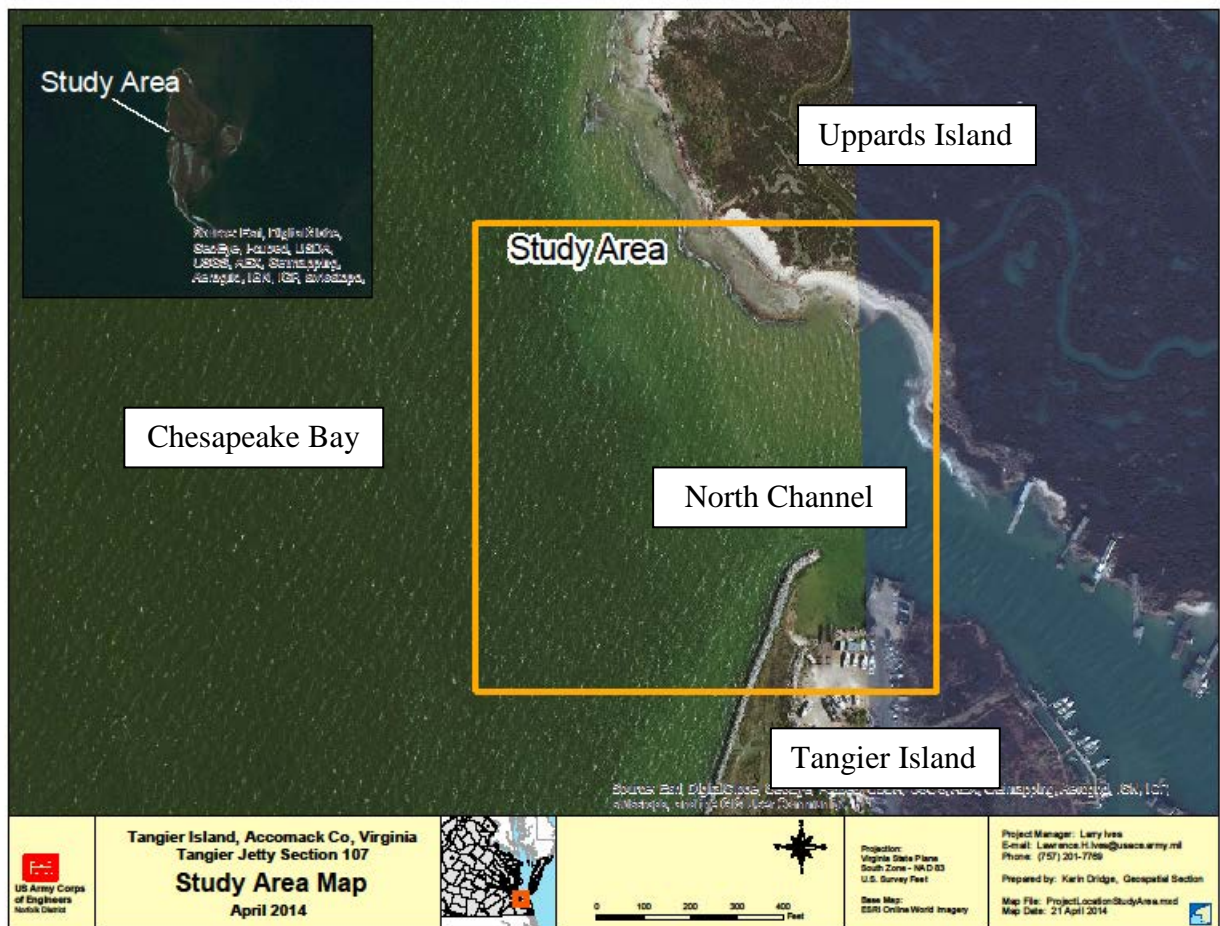 Study Area
Uppards Island
Study Area
Chesapeake Bay
North Channel
Tangier Island
US Army Corps
of Engineers
Norfolk District
Tangier Island, Accomack Co, Virginia
Tangier Jetty Section 107
Study Area Map
April 2014
0 100 200 300 400
Feet
Projection:
Virginia State Plane
South Zone - NAD 83
U.S. Survey Feet
Base Map:
ESRI Online World Imagery
Project Manager: Larry Ives
E-mail: Lawrence.H.Ives@usace.army.mil
Phone: (757) 201-7769
Prepared by: Karin Dridge, Geospatial Section
Map File: ProjectLocationStudyArea.mxd
Map Date: 21 April 2014